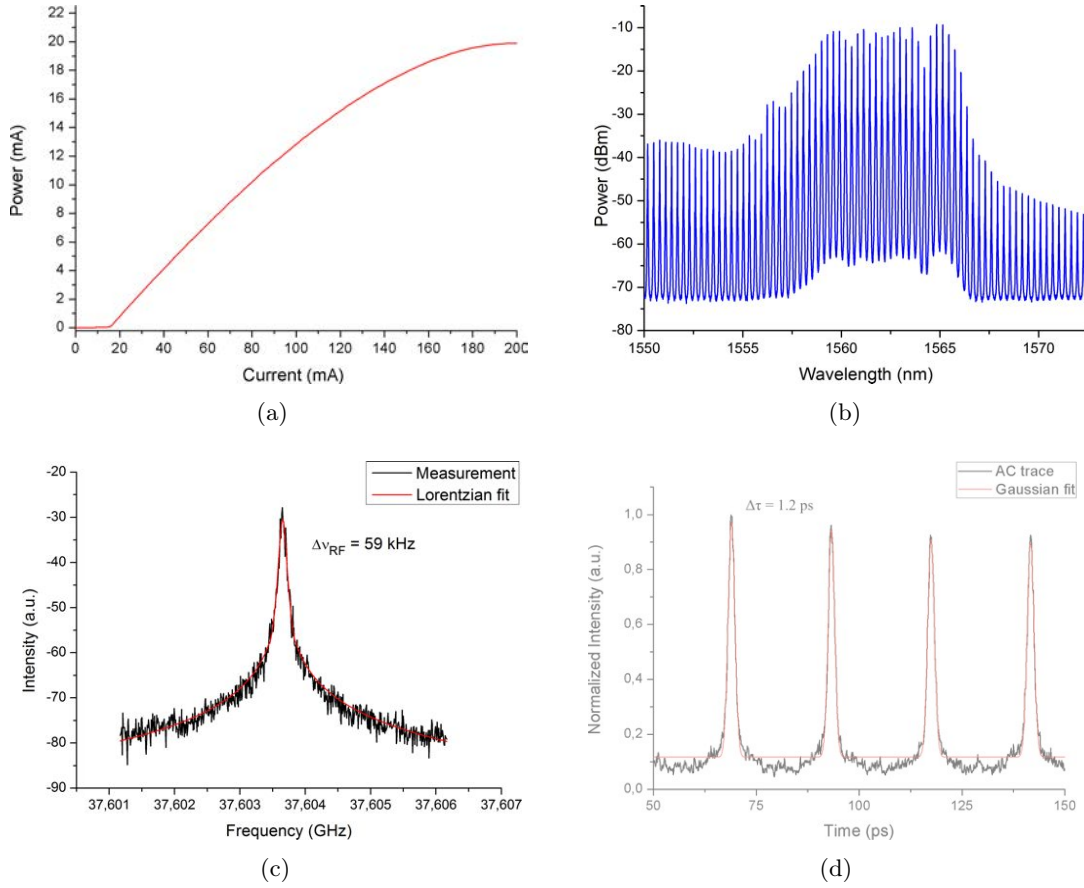 22
20
18
16
14
12
10
8
6
4
2
0
Power (mA)
0 20 40 60 80 100 120 140 160 180 200
Current (mA)
(a)
-10
-20
-30
-40
-50
-60
-70
-80
Power (dBm)
1550 1555 1560 1565 1570
Wavelength (nm)
(b)
-20
-30
-40
-50
-60
-70
-80
-90
Intensity (a.u.)
Measurement
Lorentzian fit
Δν_RF = 59 kHz
37,601 37,602 37,603 37,604 37,605 37,606 37,607
Frequency (GHz)
(c)
AC trace
Gaussian fit
Δτ = 1.2 ps
1,0
0,8
0,6
0,4
0,2
0,0
Normalized Intensity (a.u.)
50 75 100 125 150
Time (ps)
(d)